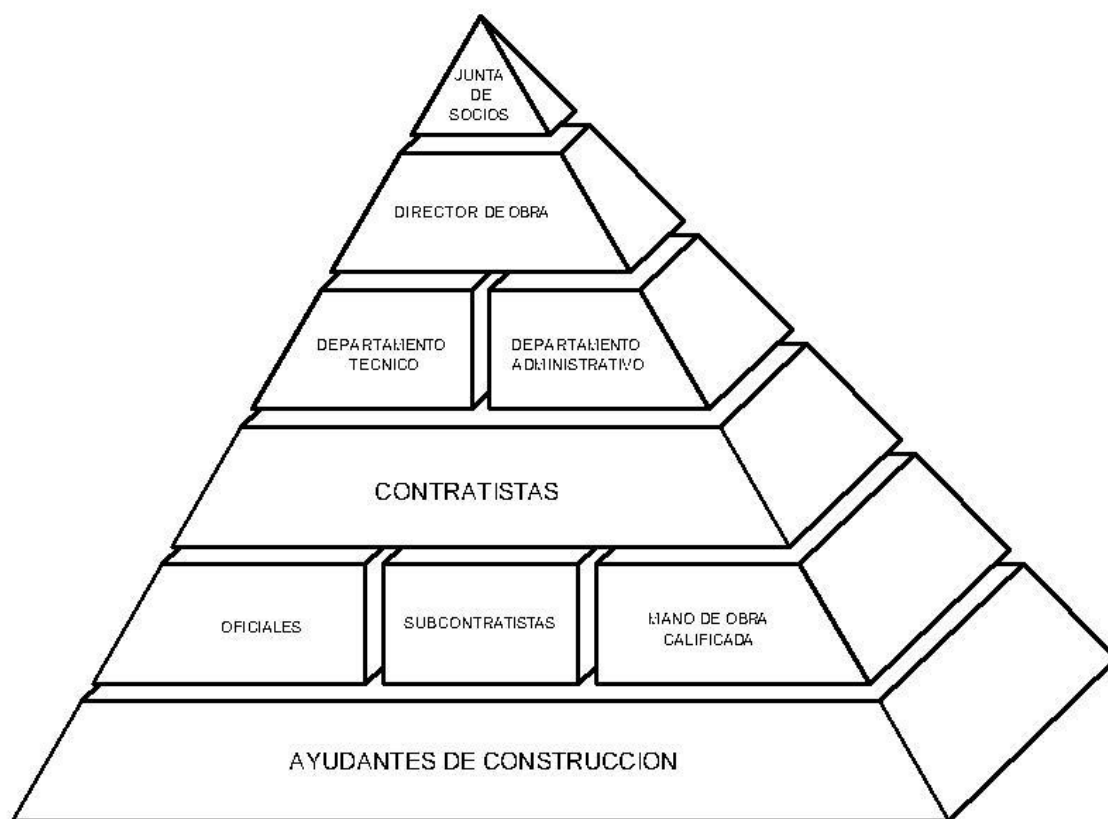 JUNTA
DE
SOCIOS
DIRECTOR DE OBRA
DEPARTAMENTO
TECNICO
DEPARTAMENTO
ADMINISTRATIVO
CONTRATISTAS
OFICIALES
SUBCONTRATISTAS
MANO DE OBRA
CALIFICADA
AYUDANTES DE CONSTRUCCION